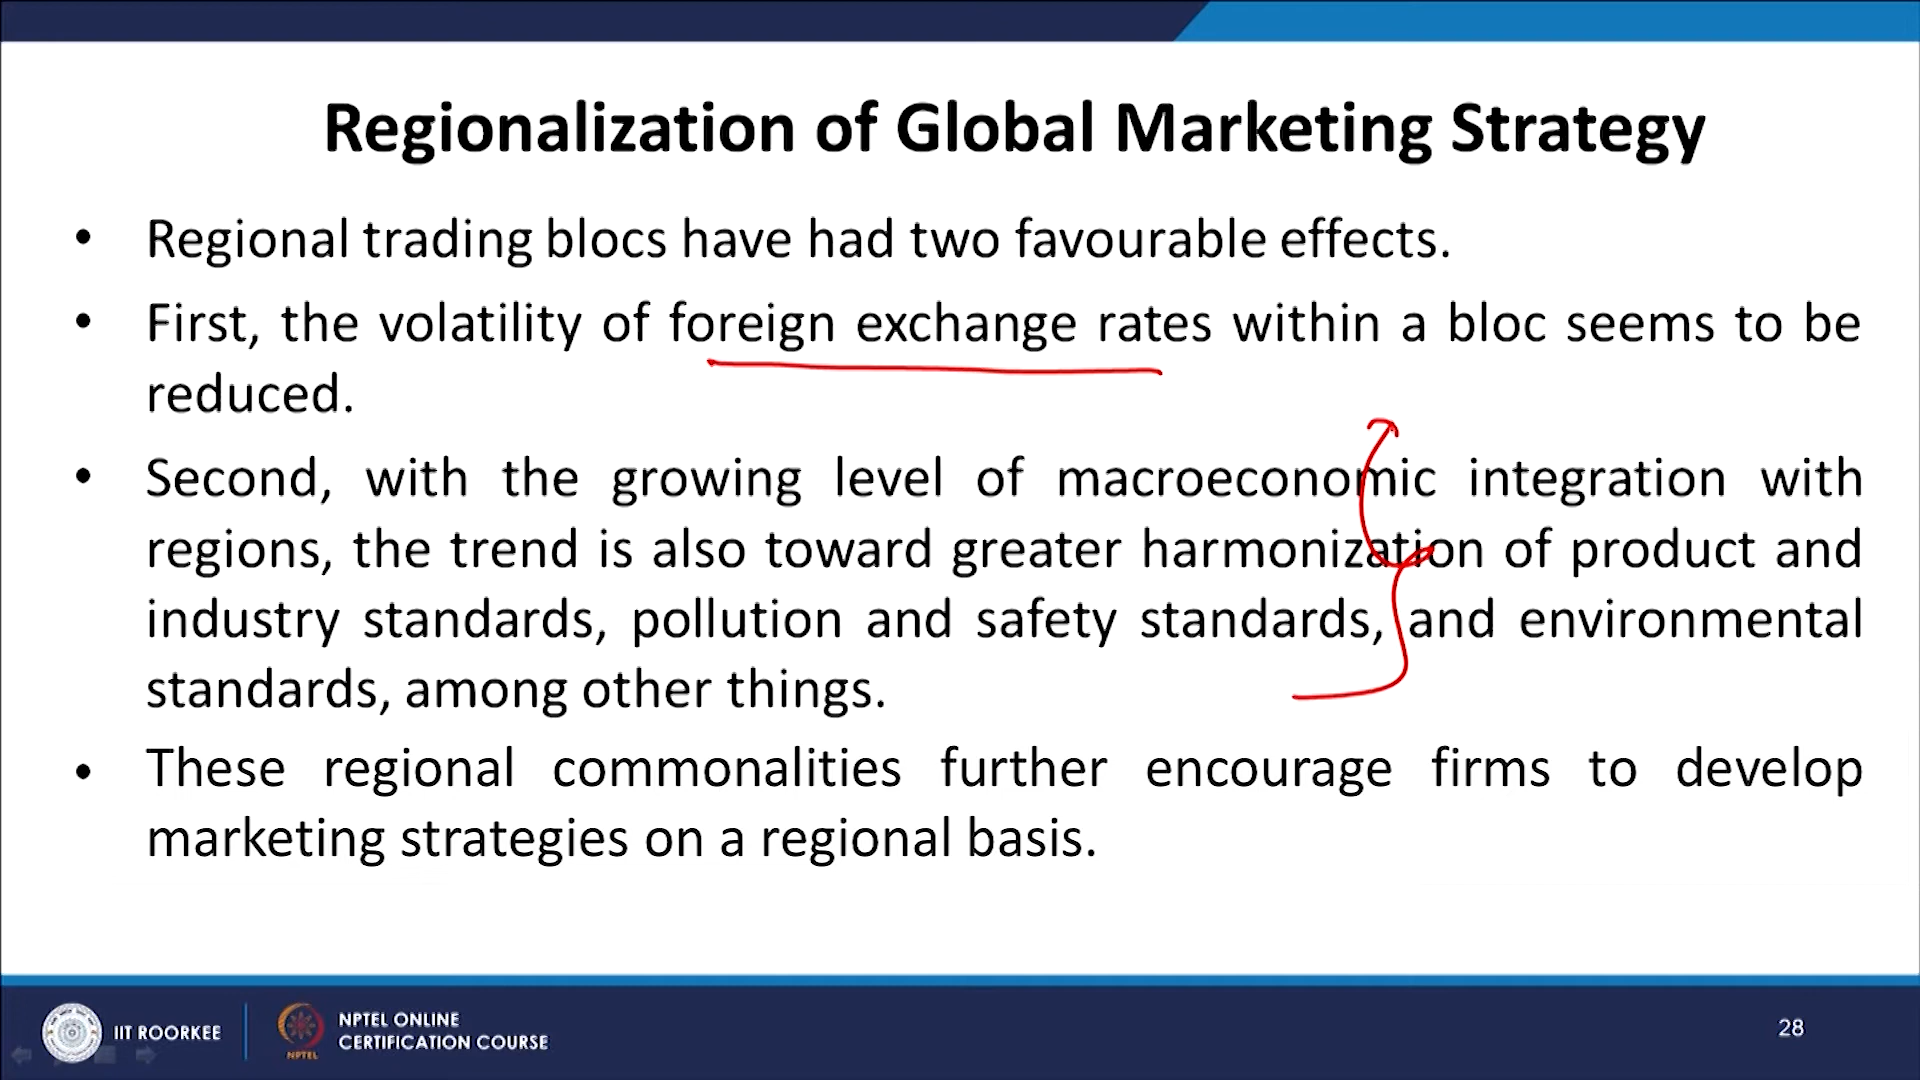 Regionalization of Global Marketing Strategy
• Regional trading blocs have had two favourable effects.
• First, the volatility of foreign exchange rates within a bloc seems to be
reduced.
• Second, with the growing level of macroeconomic integration with
regions, the trend is also toward greater harmonization of product and
industry standards, pollution and safety standards, and environmental
standards, among other things.
• These regional commonalities further encourage firms to develop
marketing strategies on a regional basis.
IIT ROORKEE
NPTEL
NPTEL ONLINE
CERTIFICATION COURSE
28